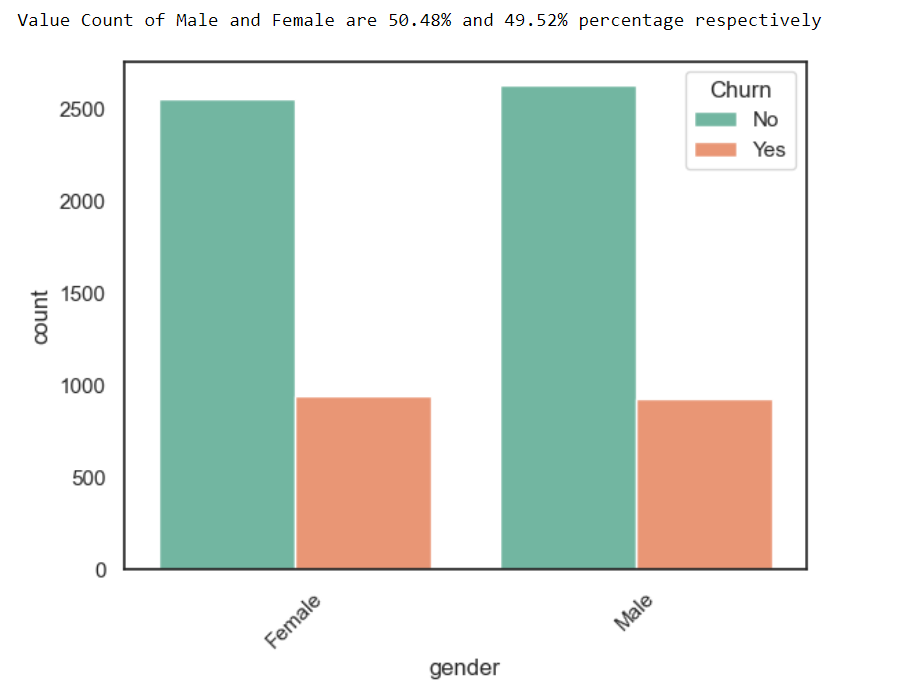 Value Count of Male and Female are 50.48% and 49.52% percentage respectively
Churn
No
Yes
2500
2000
1500
1000
500
0
count
Female
Male
gender